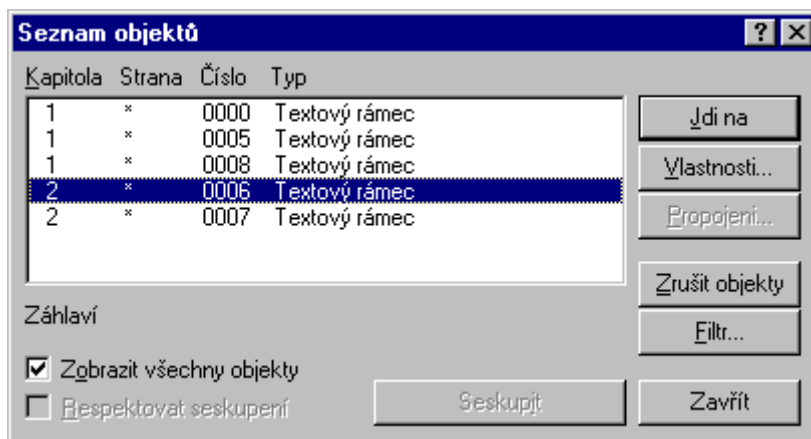 Seznam objektů
Kapitola Strana Číslo Typ
1 * 0000 Textový rámec
1 * 0005 Textový rámec
1 * 0008 Textový rámec
2 * 0006 Textový rámec
2 * 0007 Textový rámec
Jdi na
Vlastnosti...
Propojení...
Zrušit objekty
Filtr...
Záhlaví
Zobrazit všechny objekty
Respektovat seskupení
Seskupit
Zavřít